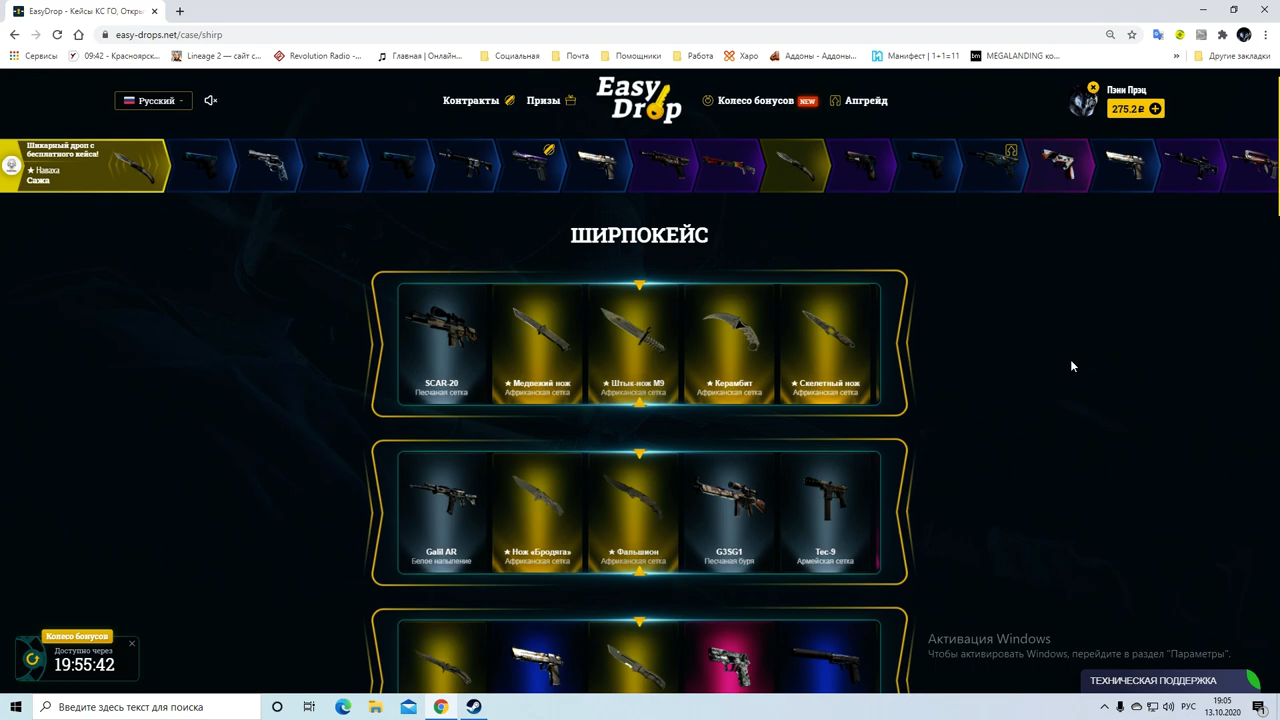 EasyDrop - Кейсы КС ГО, Откры
easy-drops.net/case/shirp
Сервисы
09:42 - Красноярск...
Lineage 2 — сайт с...
Revolution Radio -...
Главная | Онлайн...
Социальная
Почта
Помощники
Работа
Харо
Аддоны - Аддоны...
Манифест | 1+1=11
MEGALANDING ко...
»
Другие закладки
Русский
Контракты
Призы
Easy Drop
Колесо бонусов NEW
Апгрейд
Пэни Прэц
275.2 ₽
Шикарный дроп с
бесплатного кейса!
★ Наваха
Сажа
ШИРПОКЕЙС
SCAR-20
Песчаная сетка
★ Медвежий нож
Африканская сетка
★ Штык-нож M9
Африканская сетка
★ Керамбит
Африканская сетка
★ Скелетный нож
Африканская сетка
Galil AR
Белое напыление
★ Нож «Бродяга»
Африканская сетка
★ Фальшион
Африканская сетка
G3SG1
Песчаная буря
Tec-9
Армейская сетка
Колесо бонусов
Доступно через
19:55:42
Активация Windows
Чтобы активировать Windows, перейдите в раздел "Параметры".
ТЕХНИЧЕСКАЯ ПОДДЕРЖКА
Введите здесь текст для поиска
РУС
19:05
13.10.2020
1